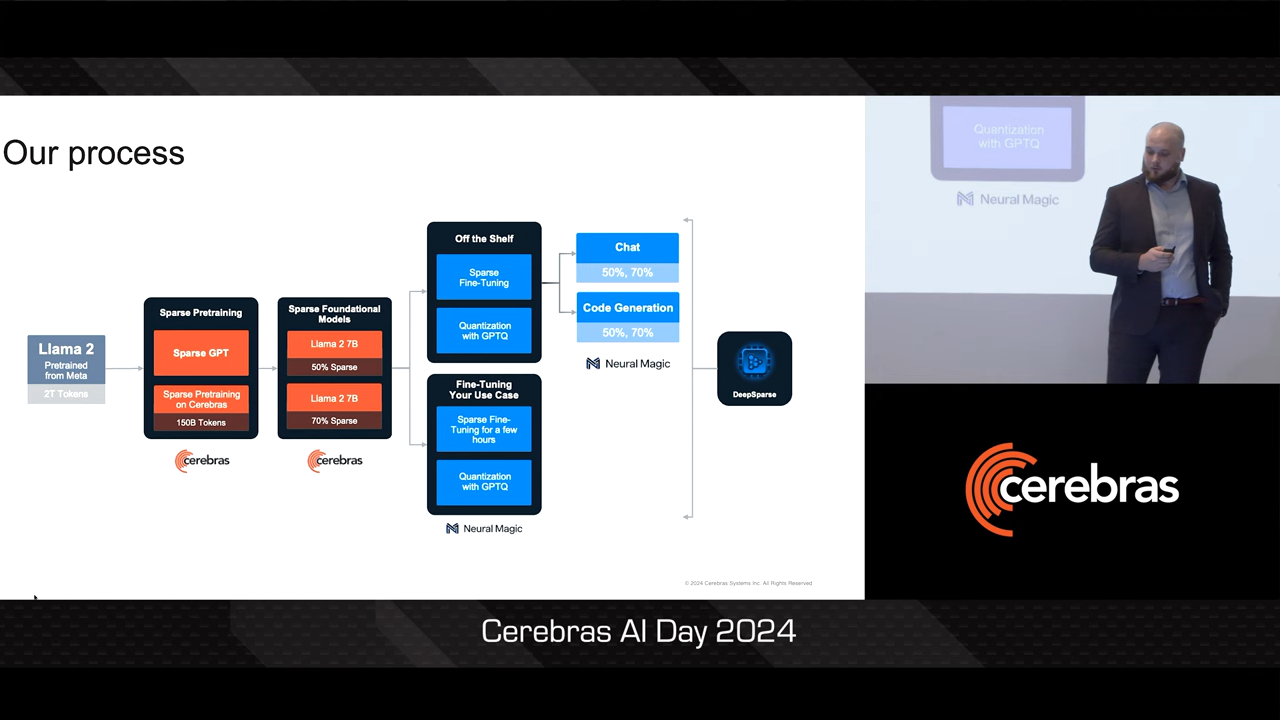 Our process
Llama 2
Pretrained
from Meta
2T Tokens
Sparse Pretraining
Sparse GPT
Sparse Pretraining
on Cerebras
150B Tokens
cerebras
Sparse Foundational
Models
Llama 2 7B
50% Sparse
Llama 2 7B
70% Sparse
cerebras
Off the Shelf
Sparse
Fine-Tuning
Quantization
with GPTQ
Fine-Tuning
Your Use Case
Sparse Fine-
Tuning for a few
hours
Quantization
with GPTQ
Neural Magic
Chat
50%, 70%
Code Generation
50%, 70%
Neural Magic
DeepSparse
© 2024 Cerebras Systems Inc. All Rights Reserved
Quantization
with GPTQ
Neural Magic
cerebras
Cerebras AI Day 2024